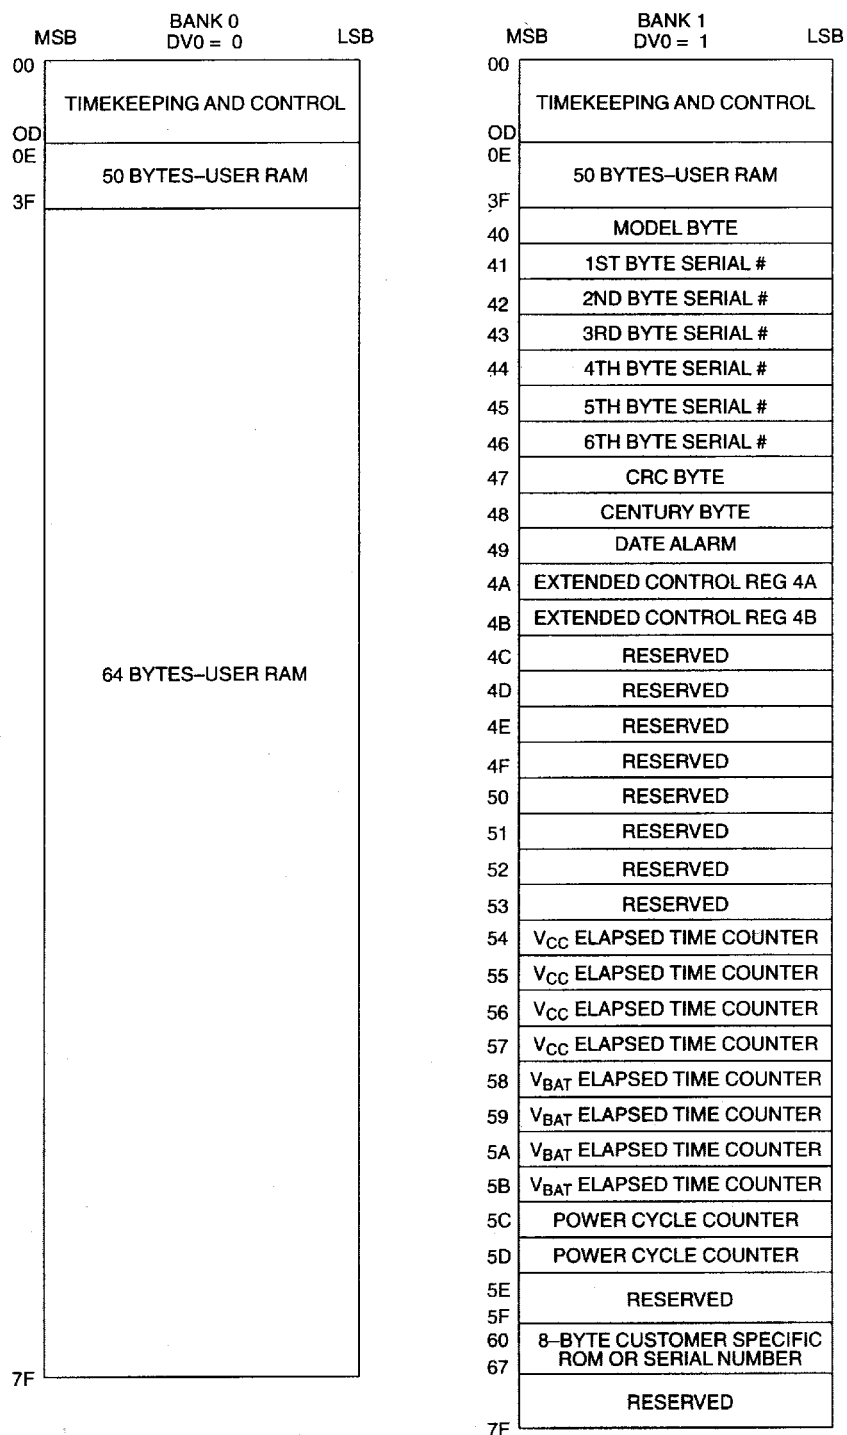 BANK 0
MSB DV0 = 0 LSB
00
TIMEKEEPING AND CONTROL
OD
0E
50 BYTES–USER RAM
3F
64 BYTES–USER RAM
7F
BANK 1
MSB DV0 = 1 LSB
00
TIMEKEEPING AND CONTROL
OD
0E
50 BYTES–USER RAM
3F
40 MODEL BYTE
41 1ST BYTE SERIAL #
42 2ND BYTE SERIAL #
43 3RD BYTE SERIAL #
44 4TH BYTE SERIAL #
45 5TH BYTE SERIAL #
46 6TH BYTE SERIAL #
47 CRC BYTE
48 CENTURY BYTE
49 DATE ALARM
4A EXTENDED CONTROL REG 4A
4B EXTENDED CONTROL REG 4B
4C RESERVED
4D RESERVED
4E RESERVED
4F RESERVED
50 RESERVED
51 RESERVED
52 RESERVED
53 RESERVED
54 VCC ELAPSED TIME COUNTER
55 VCC ELAPSED TIME COUNTER
56 VCC ELAPSED TIME COUNTER
57 VCC ELAPSED TIME COUNTER
58 VBAT ELAPSED TIME COUNTER
59 VBAT ELAPSED TIME COUNTER
5A VBAT ELAPSED TIME COUNTER
5B VBAT ELAPSED TIME COUNTER
5C POWER CYCLE COUNTER
5D POWER CYCLE COUNTER
5E
RESERVED
5F
60 8–BYTE CUSTOMER SPECIFIC
67 ROM OR SERIAL NUMBER
RESERVED
7F